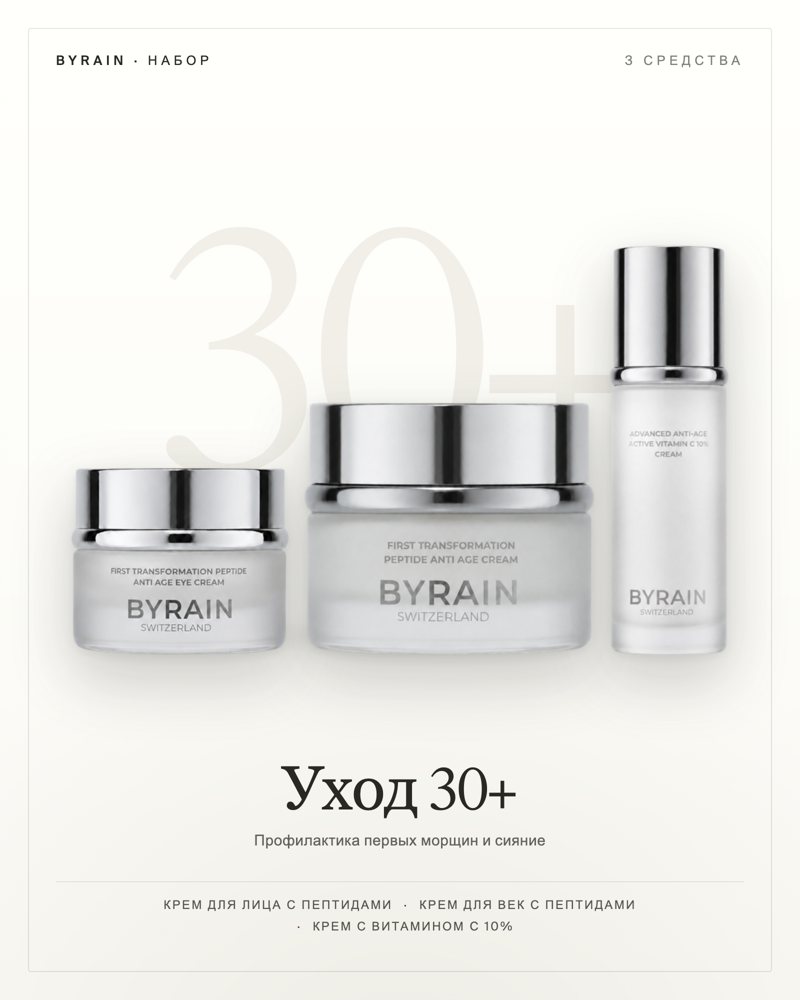 BYRAIN · НАБОР
3 СРЕДСТВА
30+
ADVANCED ANTI-AGE
ACTIVE VITAMIN C 10%
CREAM
BYRAIN
SWITZERLAND
FIRST TRANSFORMATION
PEPTIDE ANTI AGE CREAM
BYRAIN
SWITZERLAND
FIRST TRANSFORMATION PEPTIDE
ANTI AGE EYE CREAM
BYRAIN
SWITZERLAND
Уход 30+
Профилактика первых морщин и сияние
КРЕМ ДЛЯ ЛИЦА С ПЕПТИДАМИ · КРЕМ ДЛЯ ВЕК С ПЕПТИДАМИ
· КРЕМ С ВИТАМИНОМ С 10%